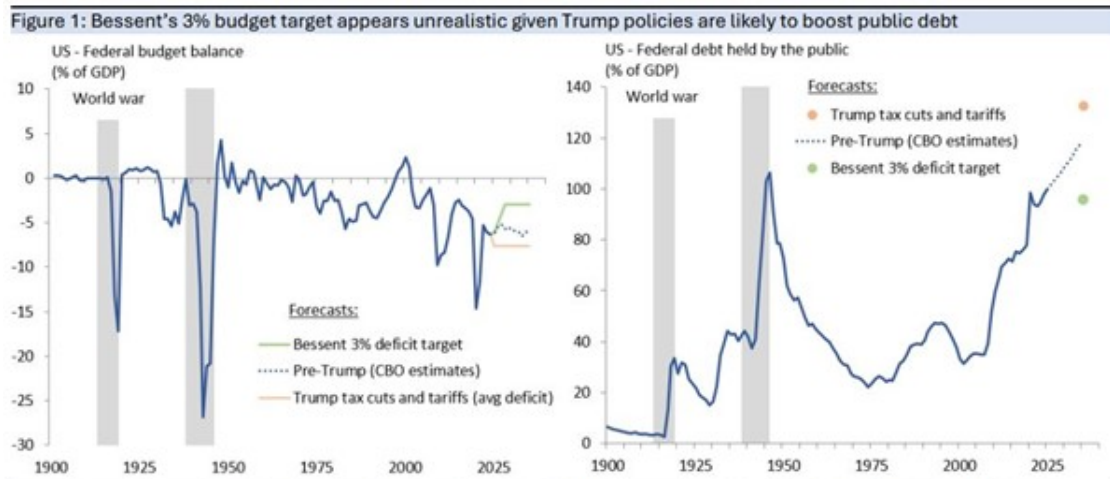 Figure 1: Bessent's 3% budget target appears unrealistic given Trump policies are likely to boost public debt
US - Federal budget balance
(% of GDP)
10
5
0
-5
-10
-15
-20
-25
-30
World war
Forecasts:
Bessent 3% deficit target
Pre-Trump (CBO estimates)
Trump tax cuts and tariffs (avg deficit)
1900 1925 1950 1975 2000 2025
US - Federal debt held by the public
(% of GDP)
140
120
100
80
60
40
20
0
World war
Forecasts:
Trump tax cuts and tariffs
Pre-Trump (CBO estimates)
Bessent 3% deficit target
1900 1925 1950 1975 2000 2025